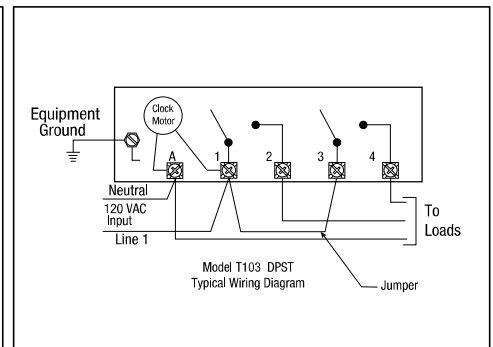 Equipment
Ground
Clock
Motor
A 1 2 3 4
Neutral
120 VAC
Input
Line 1
To
Loads
Model T103 DPST
Typical Wiring Diagram
Jumper